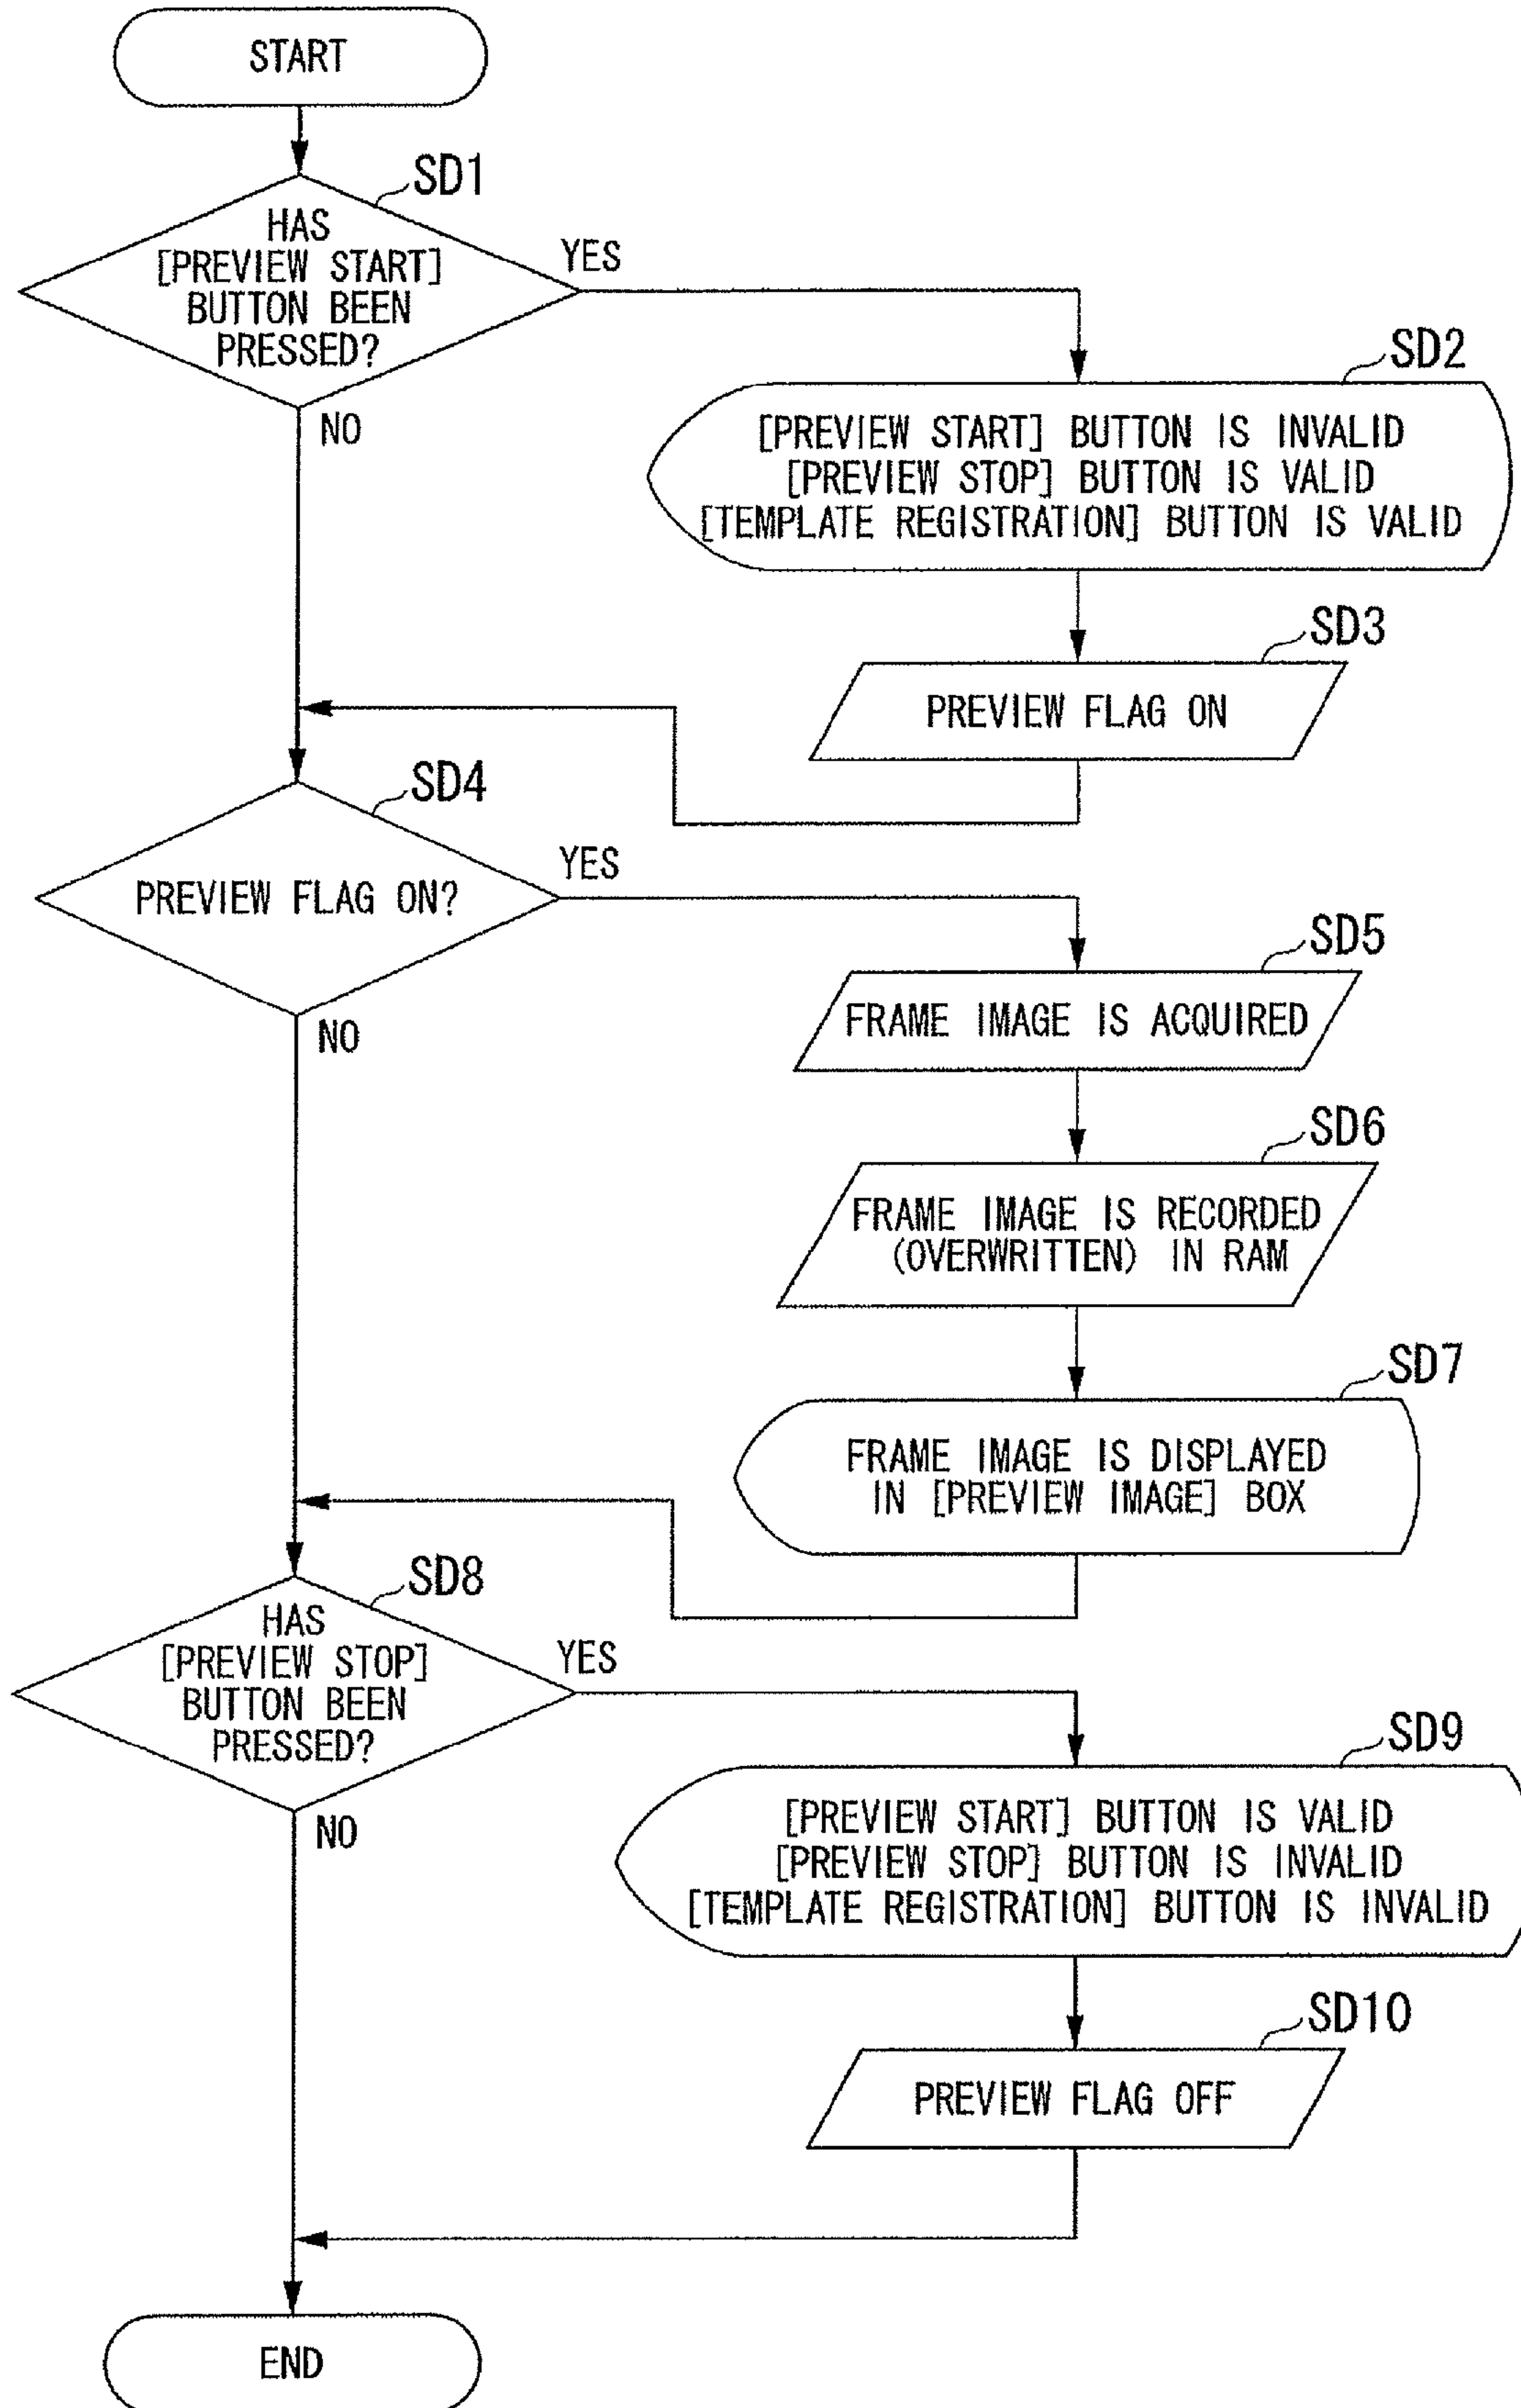 START
SD1
HAS
[PREVIEW START]
BUTTON BEEN
PRESSED?
YES
NO
SD2
[PREVIEW START] BUTTON IS INVALID
[PREVIEW STOP] BUTTON IS VALID
[TEMPLATE REGISTRATION] BUTTON IS VALID
SD3
PREVIEW FLAG ON
SD4
PREVIEW FLAG ON?
YES
NO
SD5
FRAME IMAGE IS ACQUIRED
SD6
FRAME IMAGE IS RECORDED
(OVERWRITTEN) IN RAM
SD7
FRAME IMAGE IS DISPLAYED
IN [PREVIEW IMAGE] BOX
SD8
HAS
[PREVIEW STOP]
BUTTON BEEN
PRESSED?
YES
NO
SD9
[PREVIEW START] BUTTON IS VALID
[PREVIEW STOP] BUTTON IS INVALID
[TEMPLATE REGISTRATION] BUTTON IS INVALID
SD10
PREVIEW FLAG OFF
END